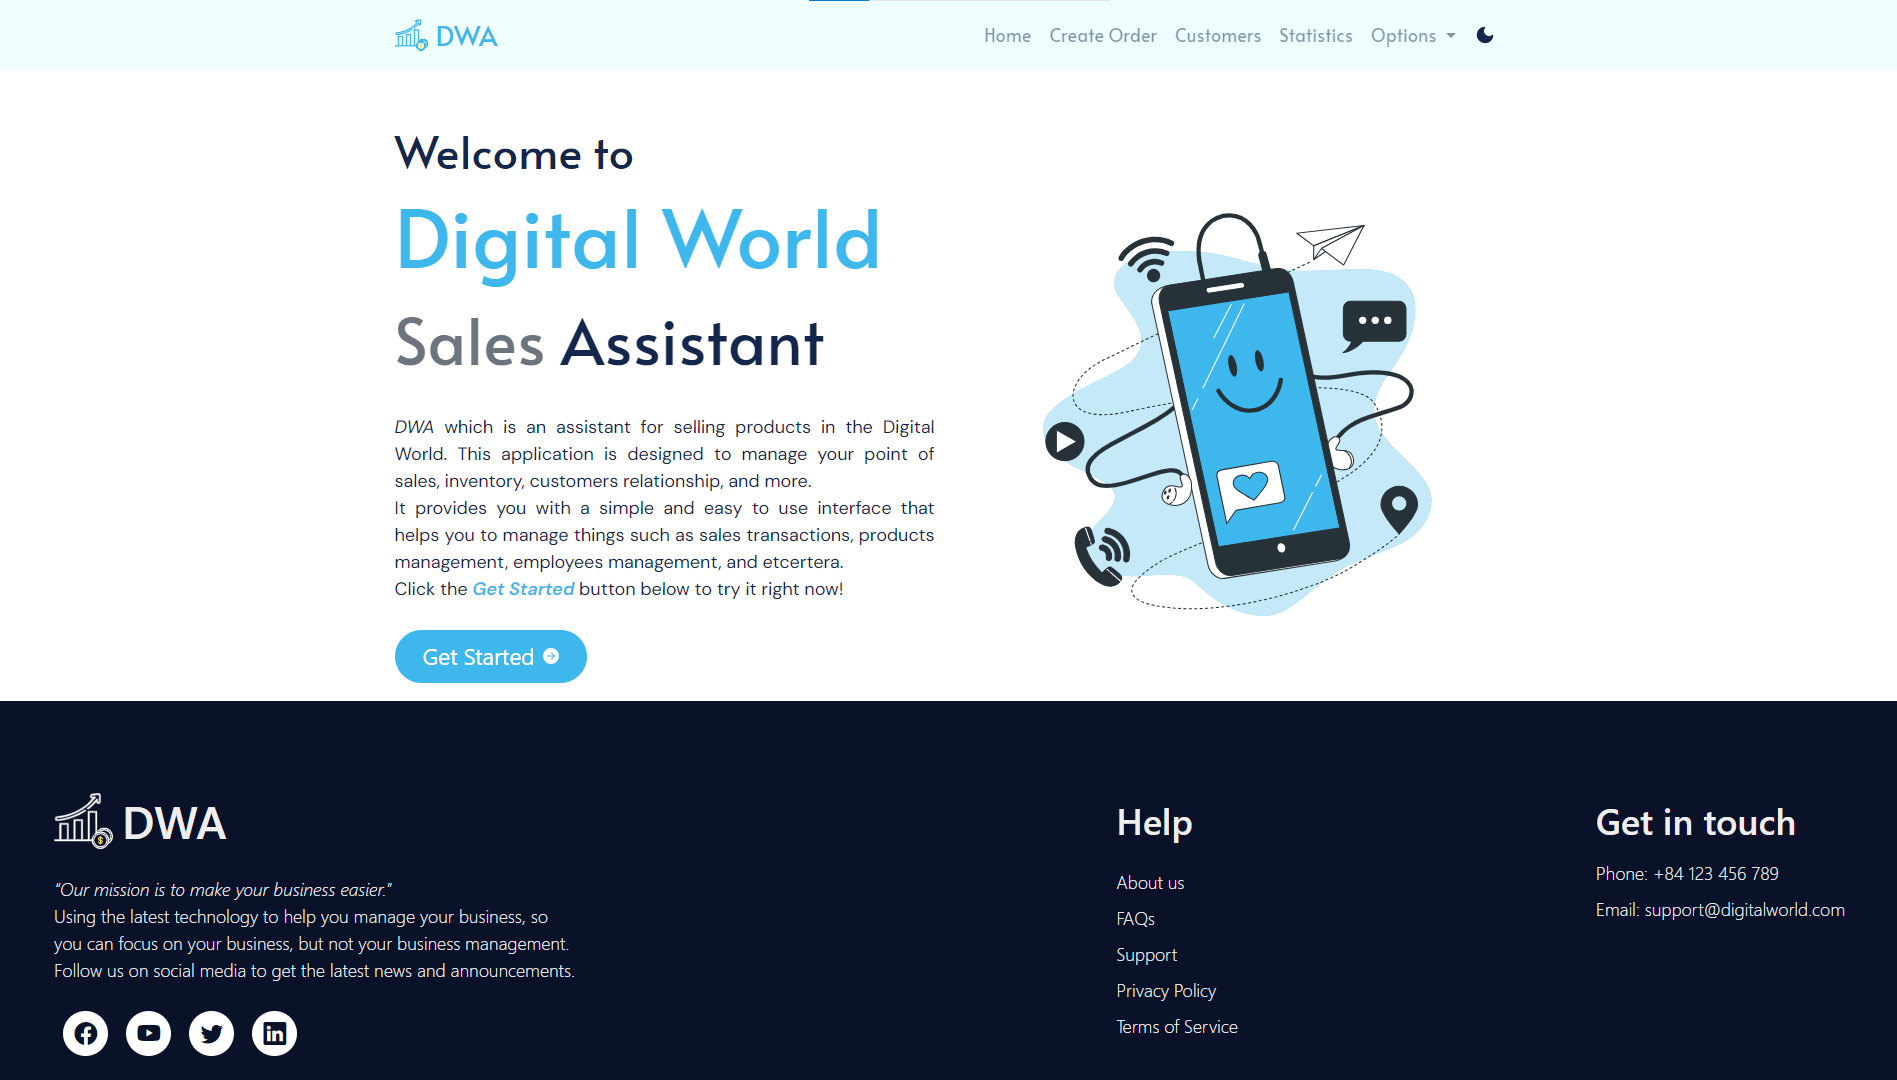 DWA
Home Create Order Customers Statistics Options
Welcome to
Digital World
Sales Assistant
DWA which is an assistant for selling products in the Digital
World. This application is designed to manage your point of
sales, inventory, customers relationship, and more.
It provides you with a simple and easy to use interface that
helps you to manage things such as sales transactions, products
management, employees management, and etcertera.
Click the Get Started button below to try it right now!
Get Started
DWA
“Our mission is to make your business easier.”
Using the latest technology to help you manage your business, so
you can focus on your business, but not your business management.
Follow us on social media to get the latest news and announcements.
Help
About us
FAQs
Support
Privacy Policy
Terms of Service
Get in touch
Phone: +84 123 456 789
Email: support@digitalworld.com